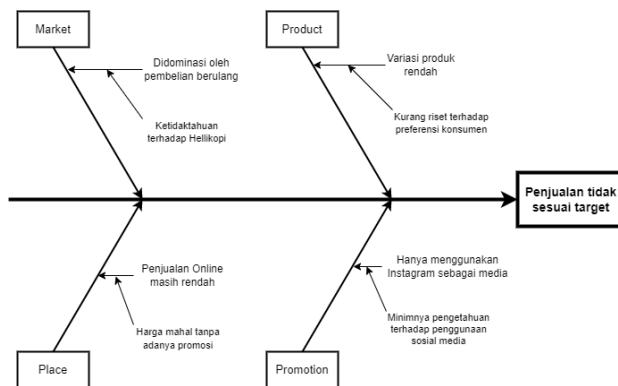 Market
Product
Didominasi oleh
pembelian berulang
Variasi produk
rendah
Ketidaktahuan
terhadap Hellikopi
Kurang riset terhadap
preferensi konsumen
Penjualan tidak
sesuai target
Penjualan Online
masih rendah
Hanya menggunakan
Instagram sebagai media
Harga mahal tanpa
adanya promosi
Minimnya pengetahuan
terhadap penggunaan
sosial media
Place
Promotion